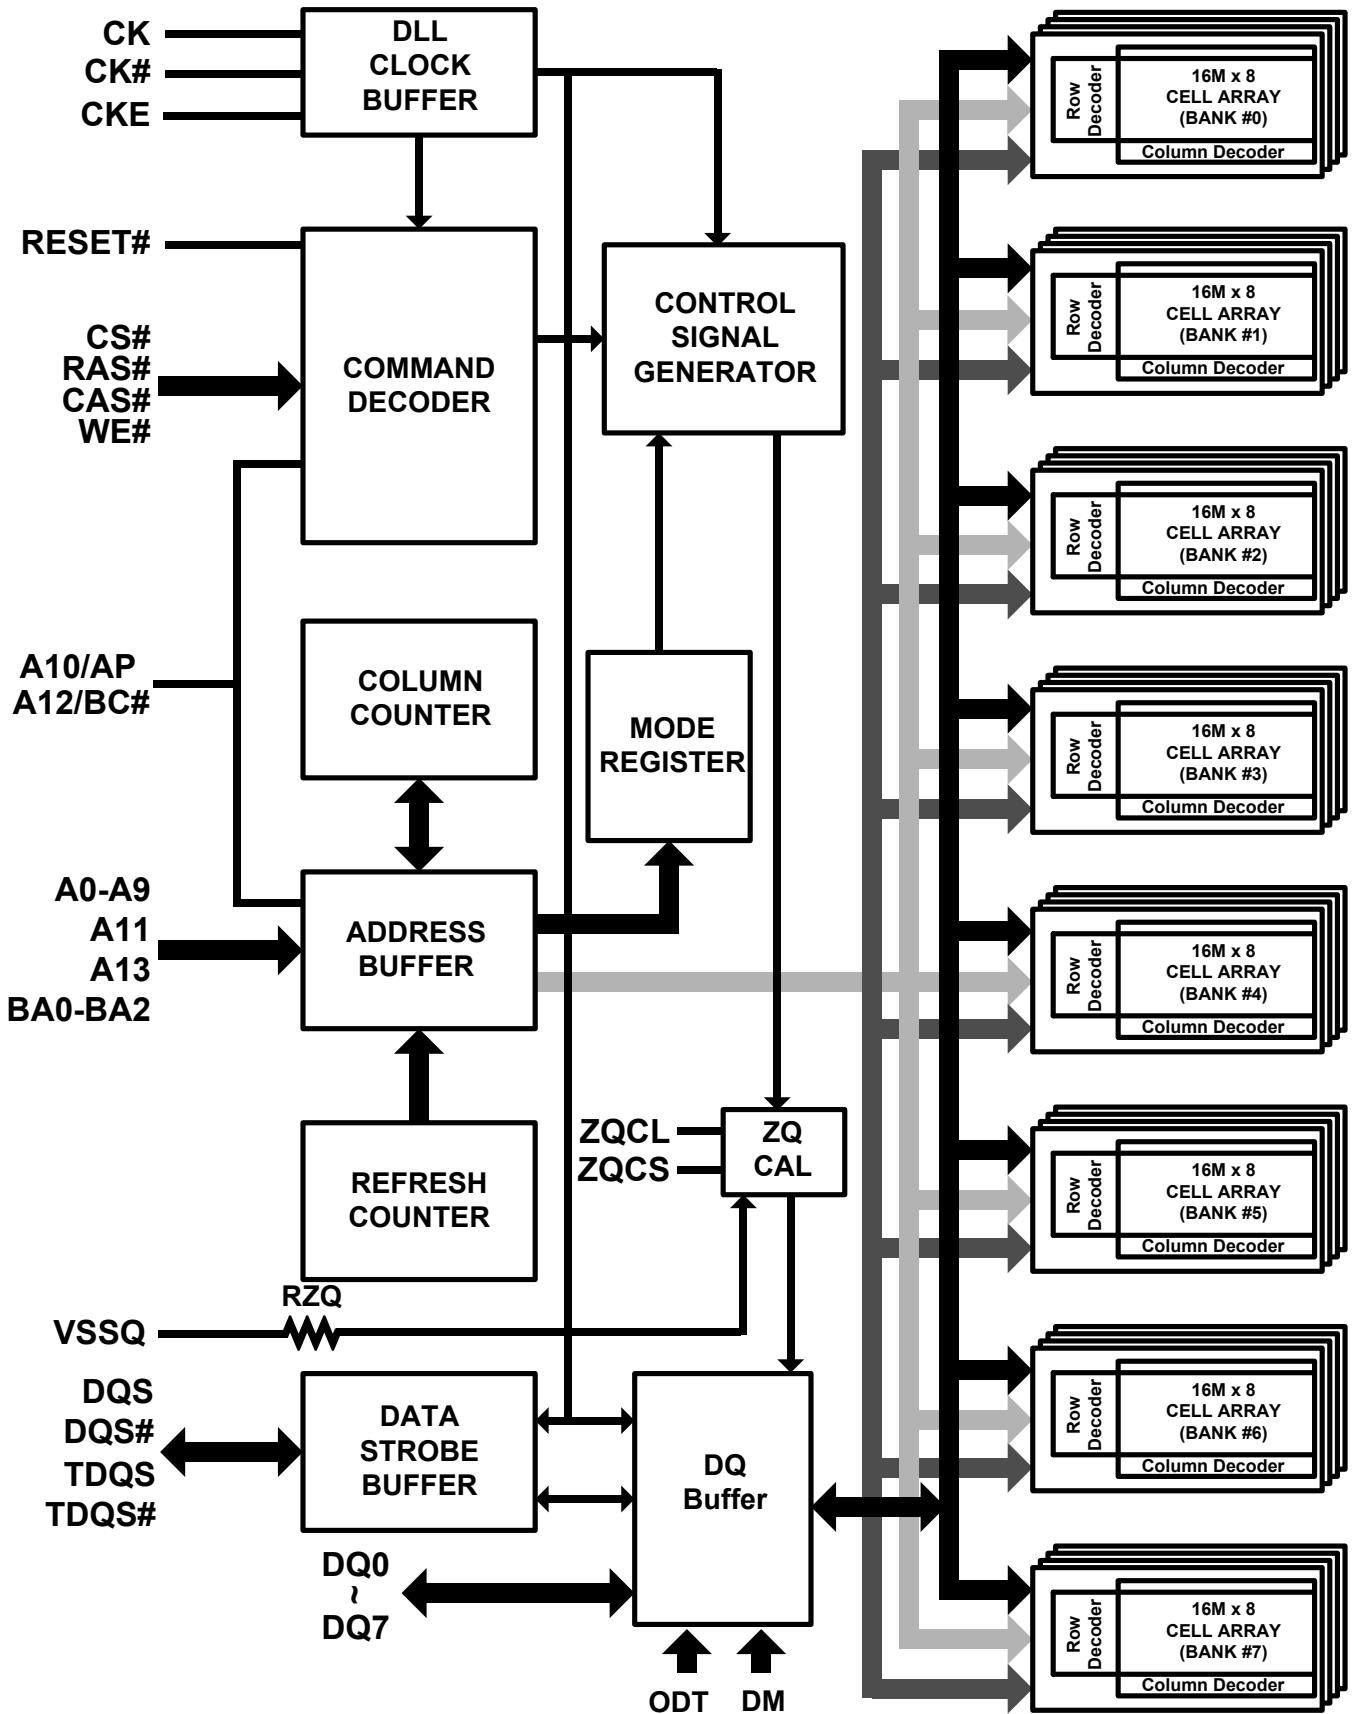 CK
CK#
CKE
DLL
CLOCK
BUFFER
RESET#
CS#
RAS#
CAS#
WE#
COMMAND
DECODER
CONTROL
SIGNAL
GENERATOR
A10/AP
A12/BC#
COLUMN
COUNTER
MODE
REGISTER
A0-A9
A11
A13
BA0-BA2
ADDRESS
BUFFER
REFRESH
COUNTER
ZQCL
ZQCS
ZQ
CAL
RZQ
VSSQ
DQS
DQS#
TDQS
TDQS#
DATA
STROBE
BUFFER
DQ
Buffer
DQ0
~
DQ7
ODT
DM
Row
Decoder
16M x 8
CELL ARRAY
(BANK #0)
Column Decoder
Row
Decoder
16M x 8
CELL ARRAY
(BANK #1)
Column Decoder
Row
Decoder
16M x 8
CELL ARRAY
(BANK #2)
Column Decoder
Row
Decoder
16M x 8
CELL ARRAY
(BANK #3)
Column Decoder
Row
Decoder
16M x 8
CELL ARRAY
(BANK #4)
Column Decoder
Row
Decoder
16M x 8
CELL ARRAY
(BANK #5)
Column Decoder
Row
Decoder
16M x 8
CELL ARRAY
(BANK #6)
Column Decoder
Row
Decoder
16M x 8
CELL ARRAY
(BANK #7)
Column Decoder